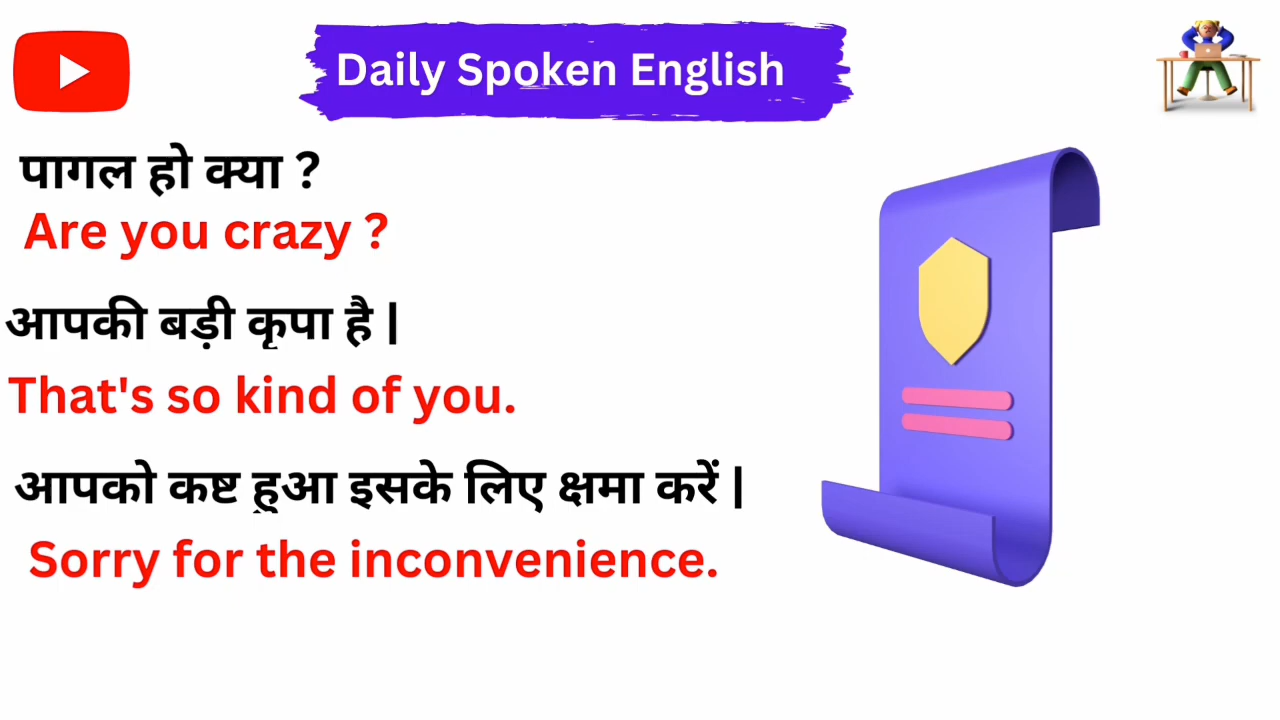 Daily Spoken English
पागल हो क्या ?
Are you crazy ?
आपकी बड़ी कृपा है |
That's so kind of you.
आपको कष्ट हुआ इसके लिए क्षमा करें |
Sorry for the inconvenience.